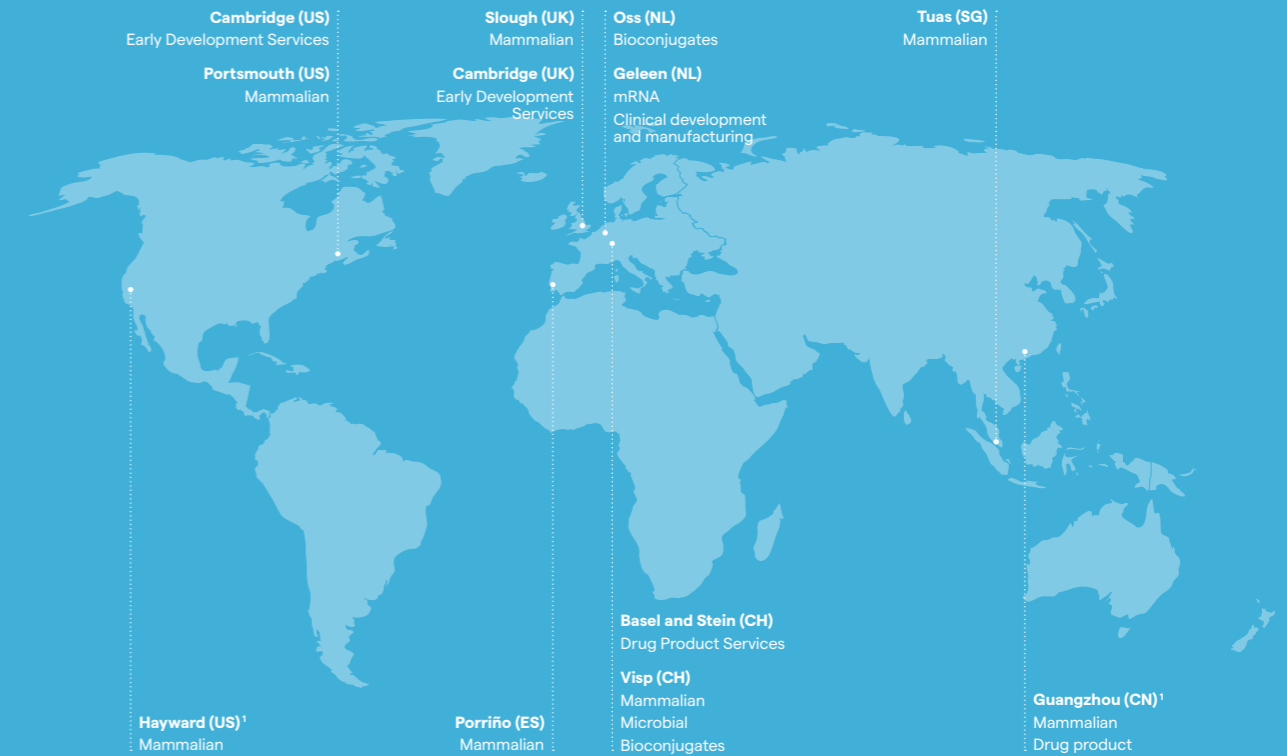 Cambridge (US)
Early Development Services
Portsmouth (US)
Mammalian
Slough (UK)
Mammalian
Cambridge (UK)
Early Development
Services
Oss (NL)
Bioconjugates
Geleen (NL)
mRNA
Clinical development
and manufacturing
Tuas (SG)
Mammalian
Hayward (US)¹
Mammalian
Porriño (ES)
Mammalian
Basel and Stein (CH)
Drug Product Services
Visp (CH)
Mammalian
Microbial
Bioconjugates
Guangzhou (CN)¹
Mammalian
Drug product